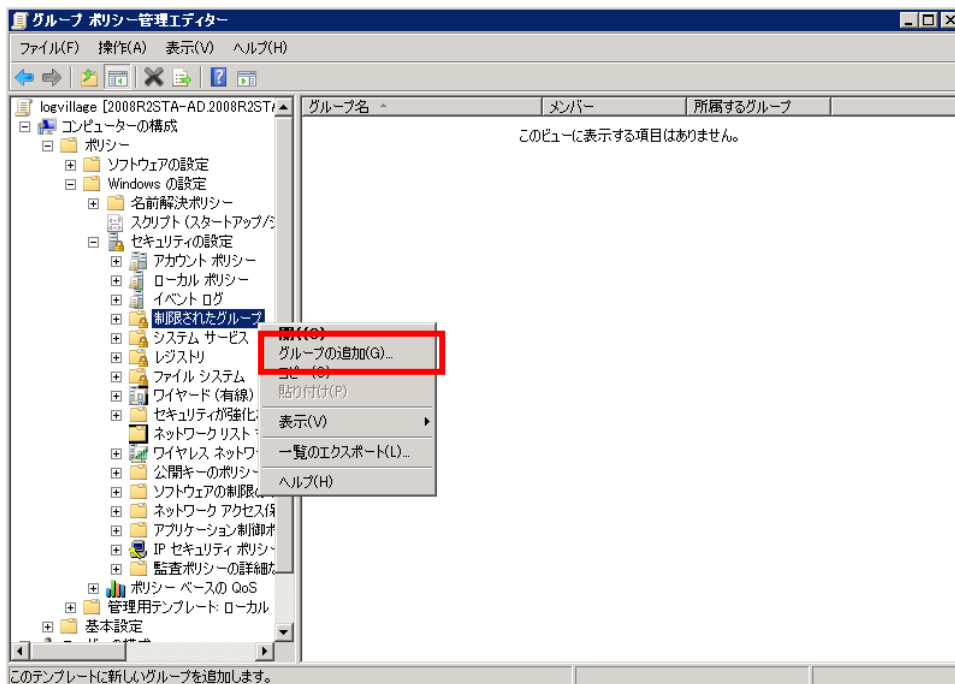 グループ ポリシー管理エディター
ファイル(F) 操作(A) 表示(V) ヘルプ(H)
logvillage [2008R2STA-AD.2008R2ST
コンピューターの構成
ポリシー
ソフトウェアの設定
Windows の設定
名前解決ポリシー
スクリプト (スタートアップ/シ
セキュリティの設定
アカウント ポリシー
ローカル ポリシー
イベント ログ
制限されたグループ
システム サービス
レジストリ
ファイル システム
ワイヤード (有線)
セキュリティが強化
ネットワーク リスト
ワイヤレス ネットワ
公開キーのポリシー
ソフトウェアの制限の
ネットワーク アクセス保
アプリケーション制御ポ
IP セキュリティ ポリシー
監査ポリシーの詳細な
ポリシー ベースの QoS
管理用テンプレート: ローカル
基本設定
グループ名 メンバー 所属するグループ
このビューに表示する項目はありません。
開く(O)
グループの追加(G)...
コピー(C)
貼り付け(P)
表示(V)
一覧のエクスポート(L)...
ヘルプ(H)
このテンプレートに新しいグループを追加します。